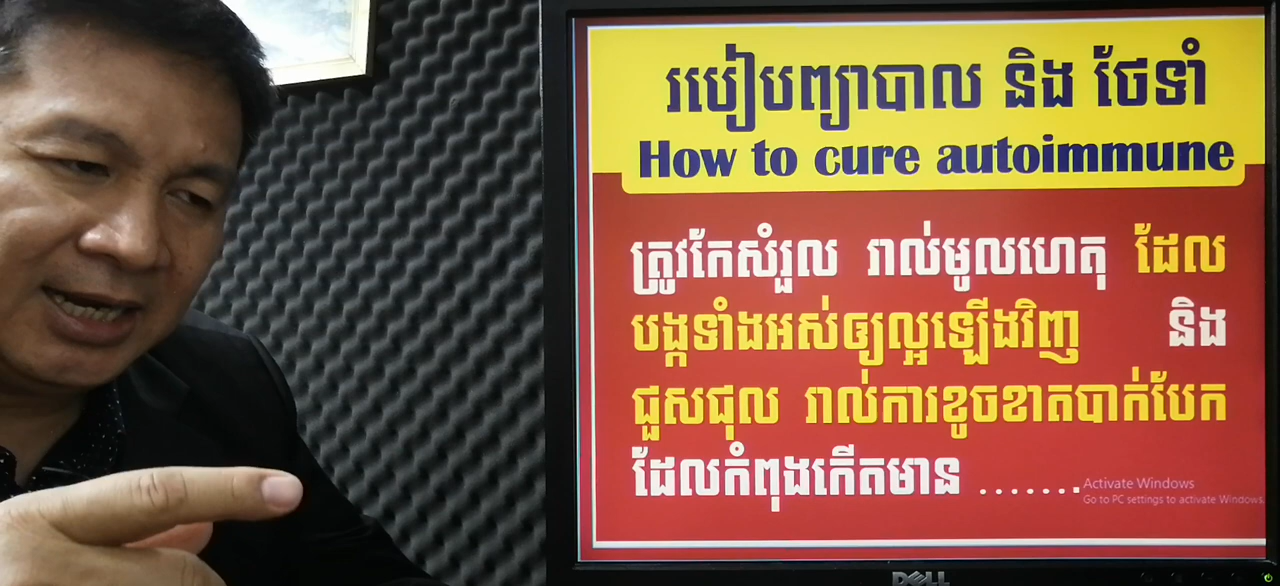 របៀបព្យាបាល និង ថែទាំ
How to cure autoimmune
ត្រូវកែសំរួល រាល់មូលហេតុ ដែល
បង្កទាំងអស់ឲ្យល្អឡើងវិញ និង
ជួសជុល រាល់ការខូចខាតបាក់បែក
ដែលកំពុងកើតមាន .......
Activate Windows
Go to PC settings to activate Windows.
DELL